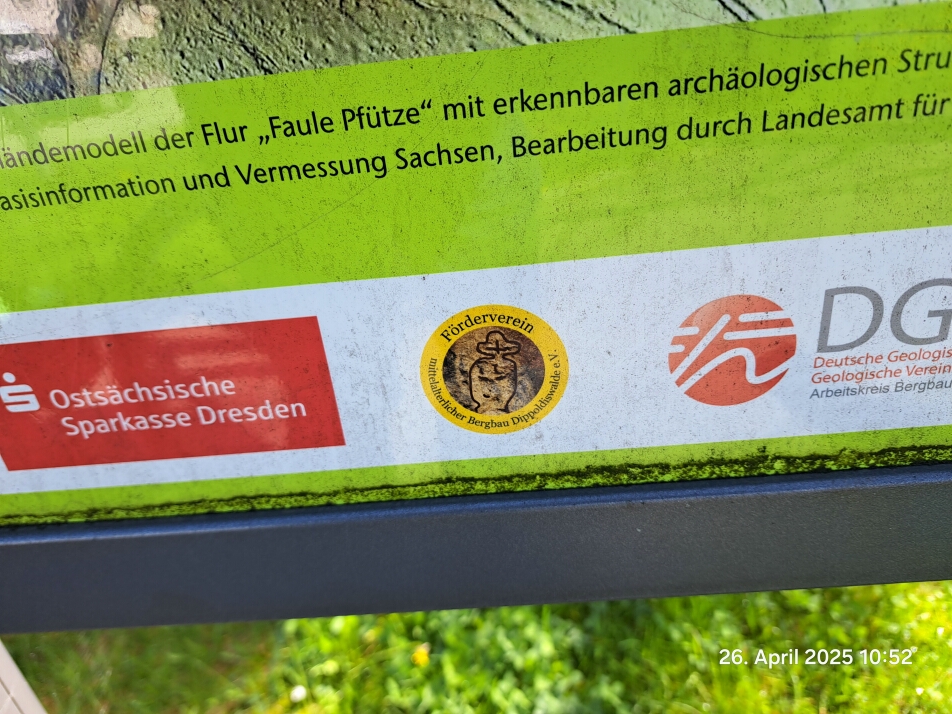 ländemodell der Flur „Faule Pfütze“ mit erkennbaren archäologischen Stru
asisinformation und Vermessung Sachsen, Bearbeitung durch Landesamt für
Ostsächsische
Sparkasse Dresden
Förderverein
mittelalterlicher Bergbau Dippoldiswalde e.V.
DG
Deutsche Geologis
Geologische Verein
Arbeitskreis Bergbau
26. April 2025 10:52